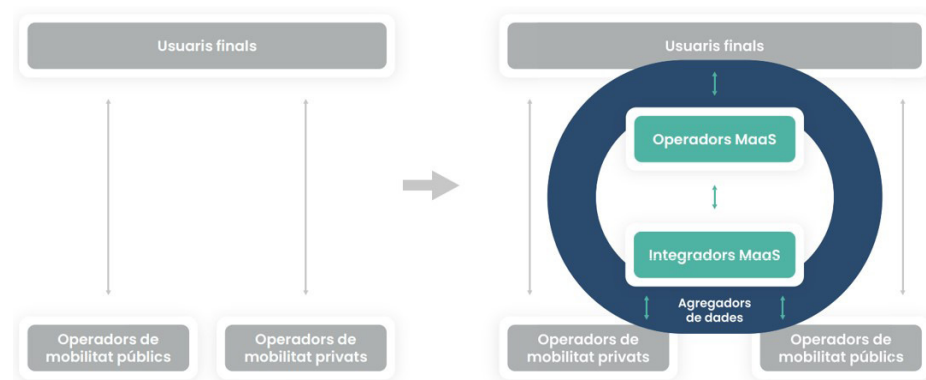 Usuaris finals
Operadors de
mobilitat públics
Operadors de
mobilitat privats
Usuaris finals
Operadors MaaS
Integradors MaaS
Agregadors
de dades
Operadors de
mobilitat privats
Operadors de
mobilitat públics